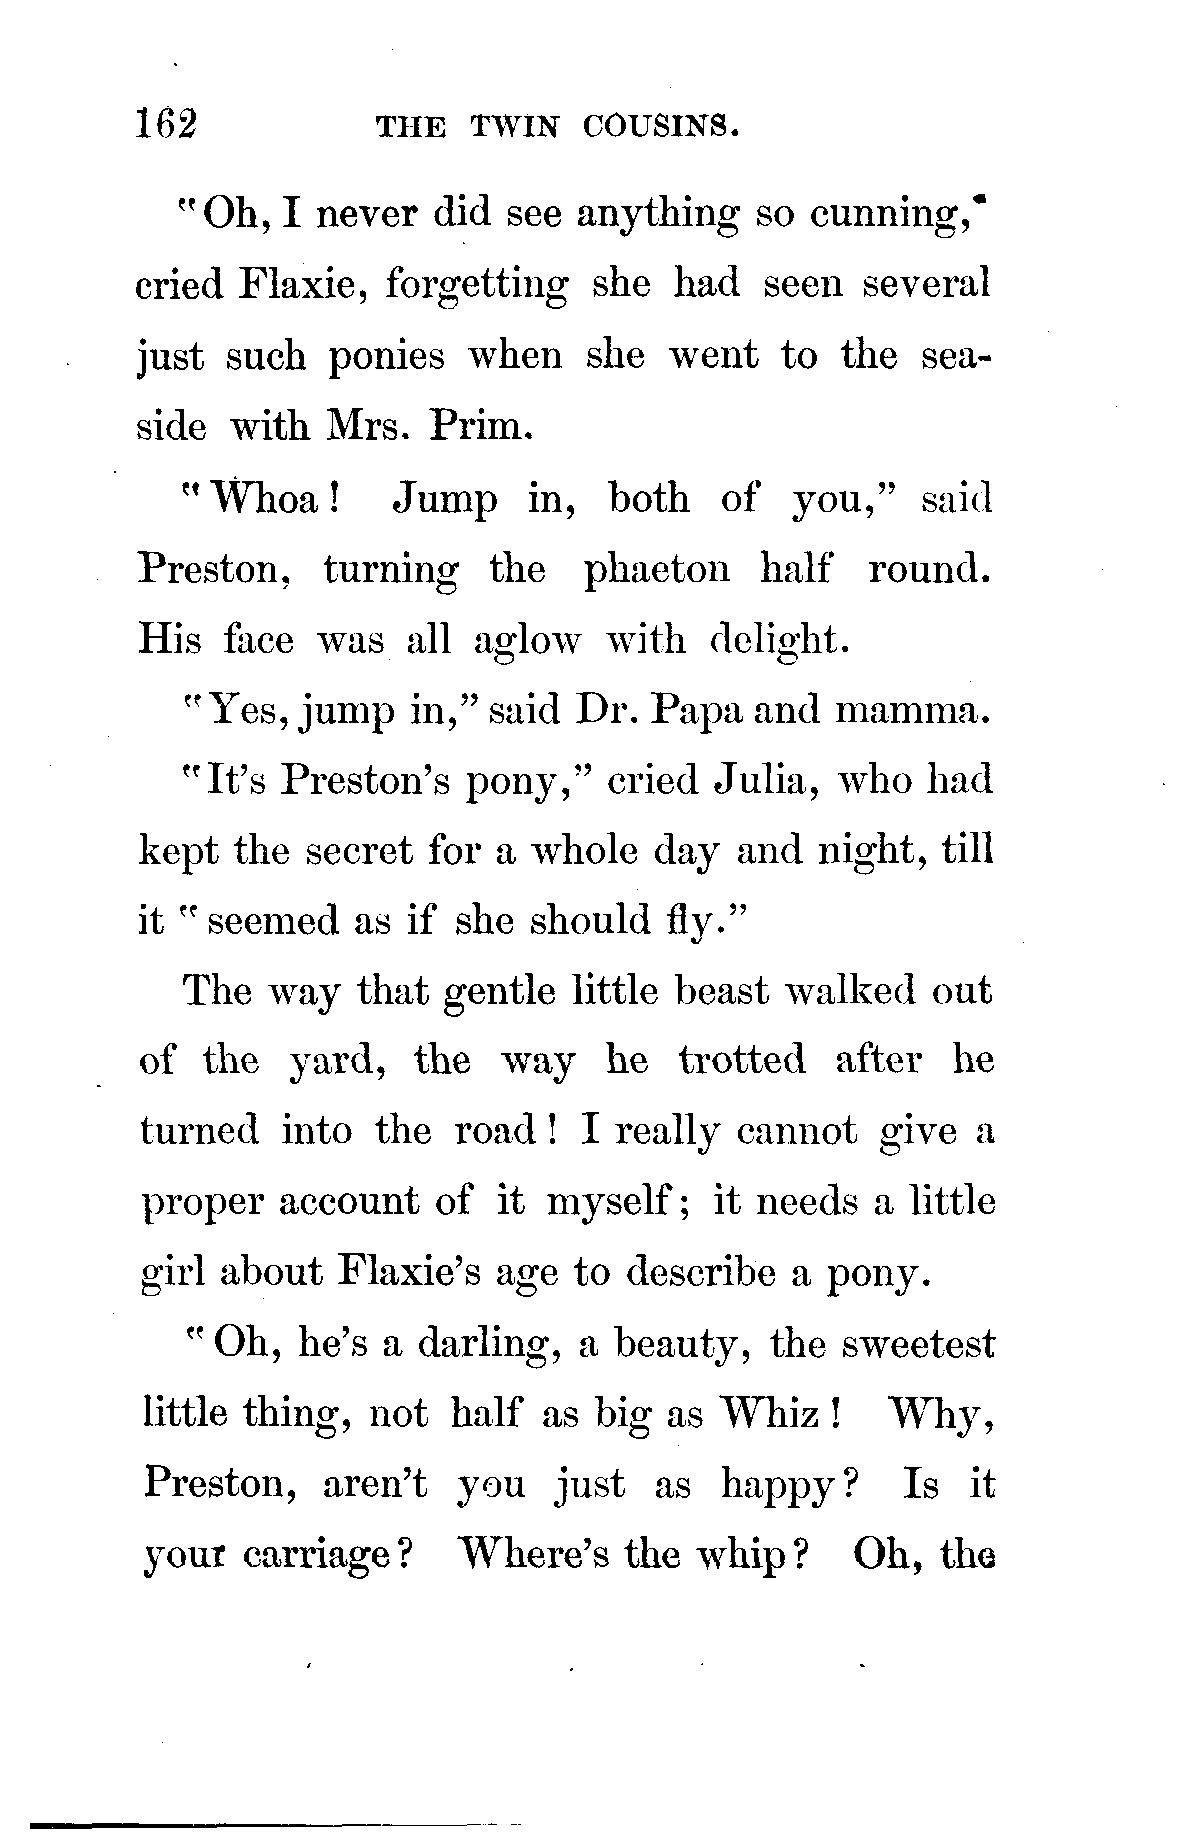 162 THE TWIN COUSINS.
"Oh, I never did see anything so cunning,"
cried Flaxie, forgetting she had seen several
just such ponies when she went to the sea-
side with Mrs. Prim.
"Whoa! Jump in, both of you," said
Preston, turning the phaeton half round.
His face was all aglow with delight.
"Yes, jump in," said Dr. Papa and mamma.
"It's Preston's pony," cried Julia, who had
kept the secret for a whole day and night, till
it "seemed as if she should fly."
The way that gentle little beast walked out
of the yard, the way he trotted after he
turned into the road! I really cannot give a
proper account of it myself; it needs a little
girl about Flaxie's age to describe a pony.
"Oh, he's a darling, a beauty, the sweetest
little thing, not half as big as Whiz! Why,
Preston, aren't you just as happy? Is it
your carriage? Where's the whip? Oh, the